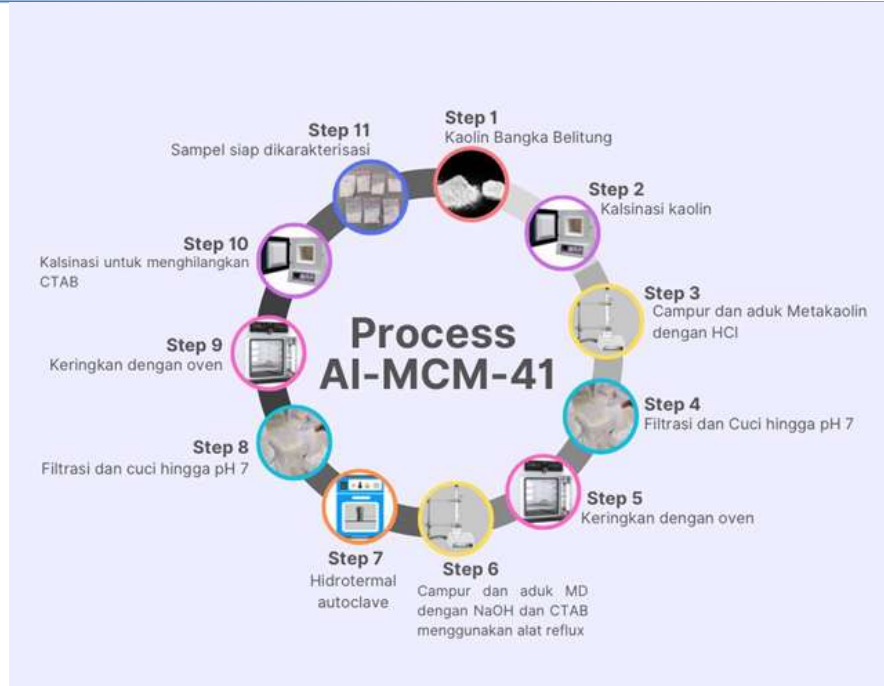 Step 1
Kaolin Bangka Belitung
Step 2
Kalsinasi kaolin
Step 3
Campur dan aduk Metakaolin
dengan HCl
Step 4
Filtrasi dan Cuci hingga pH 7
Step 5
Keringkan dengan oven
Step 6
Campur dan aduk MD
dengan NaOH dan CTAB
menggunakan alat reflux
Step 7
Hidrotermal
autoclave
Step 8
Filtrasi dan cuci hingga pH 7
Step 9
Keringkan dengan oven
Step 10
Kalsinasi untuk menghilangkan
CTAB
Step 11
Sampel siap dikarakterisasi
Process
Al-MCM-41